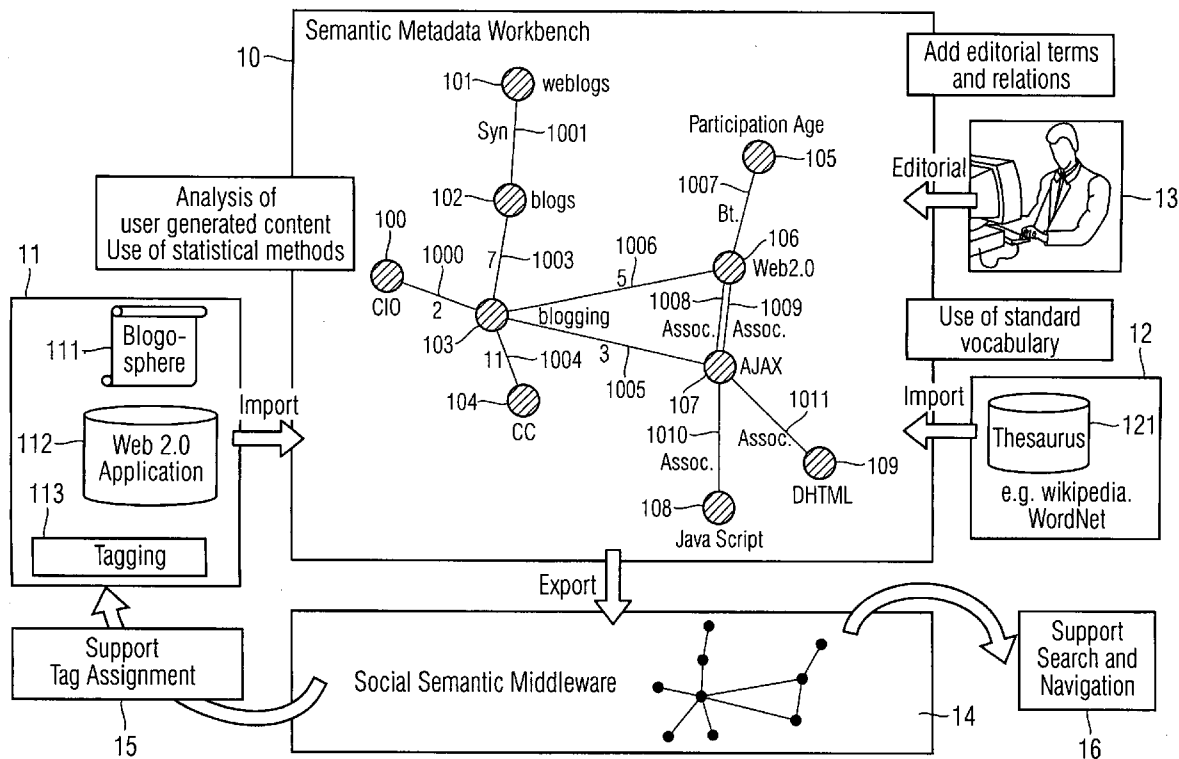 Semantic Metadata Workbench
10
101
weblogs
Syn
1001
102
blogs
100
1000
CIO
2
7
1003
103
blogging
11
1004
104
CC
1006
5
3
1005
Participation Age
105
1007
Bt.
106
Web2.0
1008
1009
Assoc.
Assoc.
AJAX
107
1010
Assoc.
1011
Assoc.
109
DHTML
108
Java Script
Add editorial terms
and relations
Editorial
13
Analysis of
user generated content
Use of statistical methods
11
111
Blogo-
sphere
112
Web 2.0
Application
113
Tagging
Import
Use of standard
vocabulary
12
Import
Thesaurus
121
e.g. wikipedia.
WordNet
Export
Support
Tag Assignment
15
Social Semantic Middleware
14
Support
Search and
Navigation
16